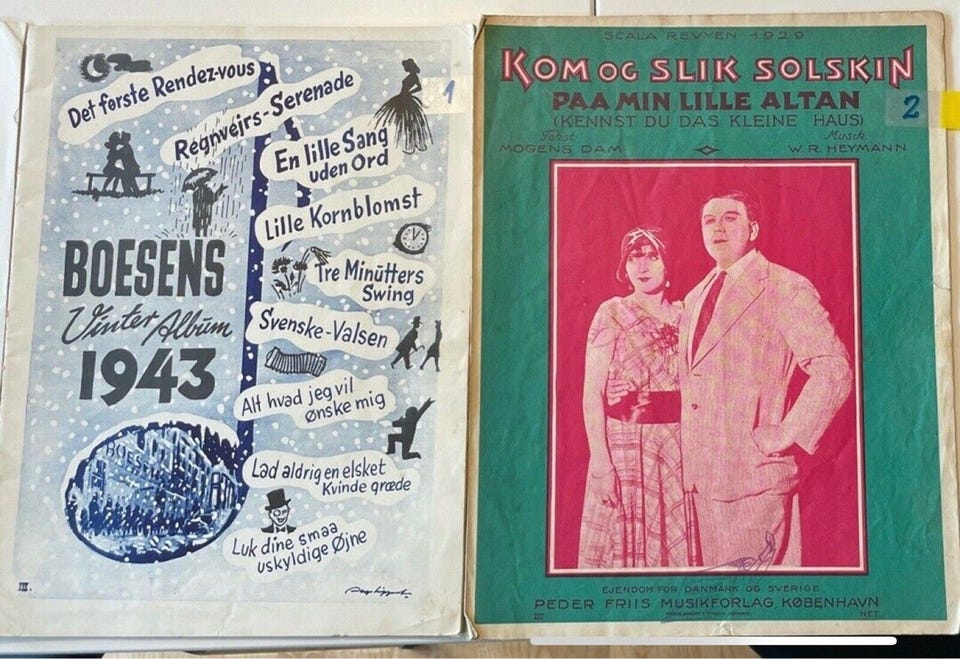 1
Det første Rendez-vous
Regnvejrs-Serenade
En lille Sang
uden Ord
Lille Kornblomst
Tre Minütters
Swing
Svenske-Valsen
Alt hvad jeg vil
ønske mig
Lad aldrig en elsket
Kvinde græde
Luk dine smaa
uskyldige Øjne
BOESENS
Vinter Albüm
1943
BOESEN
III.
SCALA REVYEN 1929
KOM OG SLIK SOLSKIN
PAA MIN LILLE ALTAN
(KENNST DU DAS KLEINE HAUS)
2
Tekst: Musik:
MOGENS DAM W. R. HEYMANN
EJENDOM FOR DANMARK OG SVERIGE
PEDER FRIIS MUSIKFORLAG, KØBENHAVN
III NET.